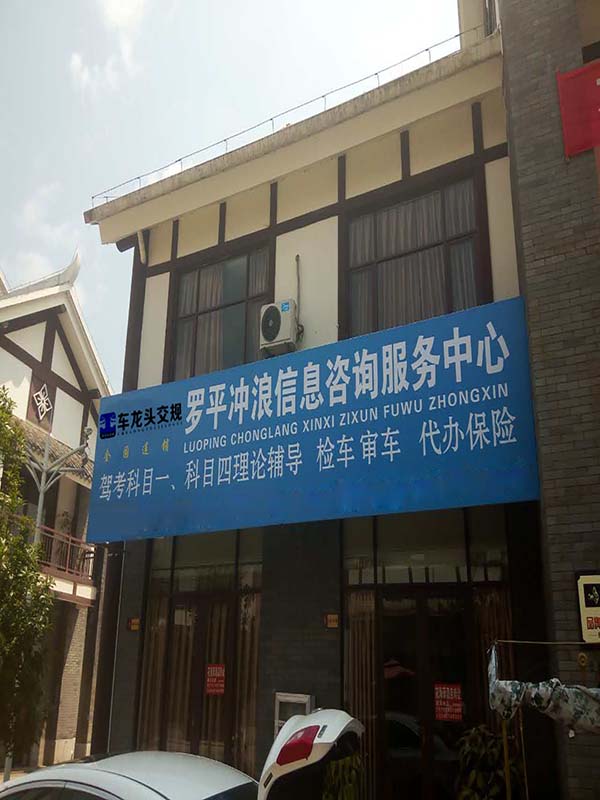 车龙头交规
全国连锁
罗平冲浪信息咨询服务中心
LUOPING CHONGLANG XINXI ZIXUN FUWU ZHONGXIN
驾考科目一、科目四理论辅导 检车审车 代办保险